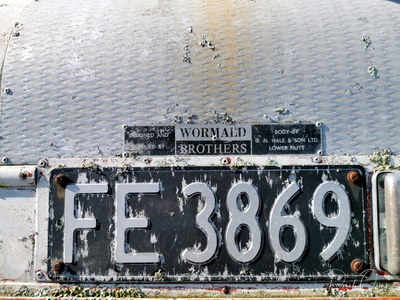 DESIGNED AND
WORMALD
BROTHERS
BODY BY
G. N. HALE & SON LTD.
LOWER HUTT
FE 3869